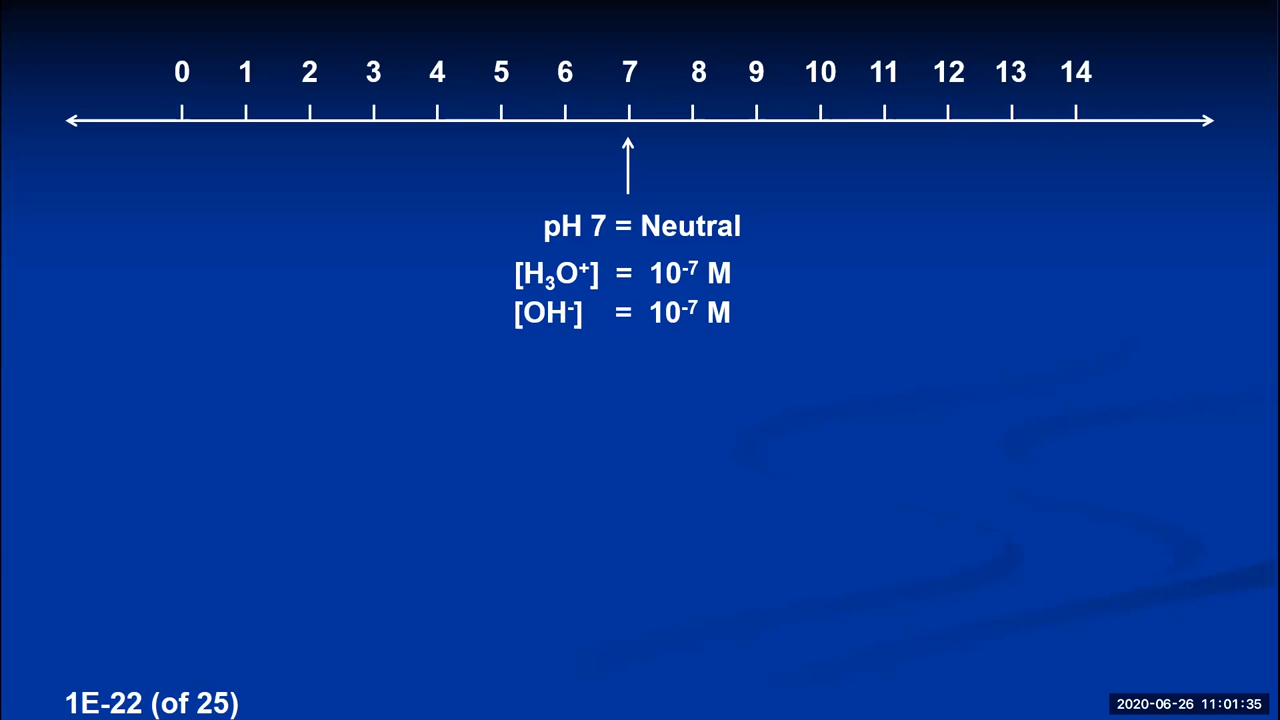 0 1 2 3 4 5 6 7 8 9 10 11 12 13 14
pH 7 = Neutral
[H₃O⁺] = 10⁻⁷ M
[OH⁻] = 10⁻⁷ M
1E-22 (of 25)
2020-06-26 11:01:35